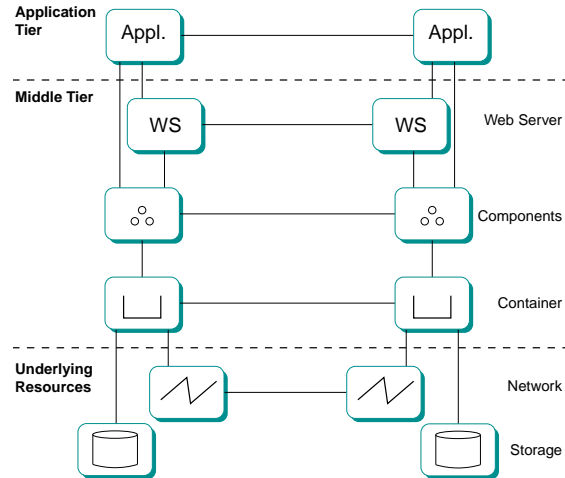 Application
Tier
Appl.
Appl.
Middle Tier
WS
WS
Web Server
Components
Container
Underlying
Resources
Network
Storage